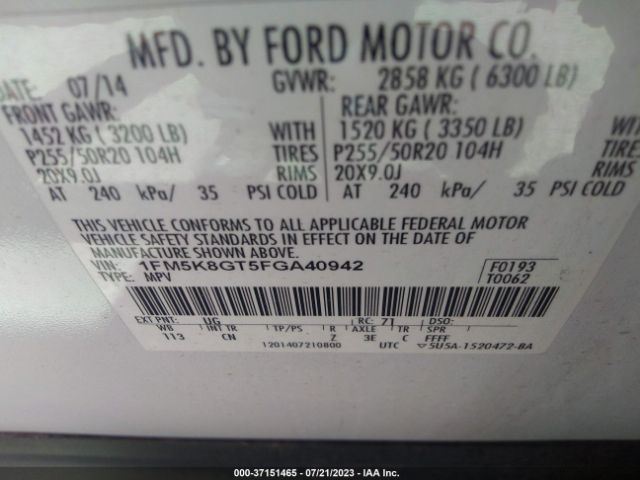 MFD. BY FORD MOTOR CO.
DATE: 07/14 GVWR: 2858 KG ( 6300 LB)
FRONT GAWR: REAR GAWR:
1452 KG ( 3200 LB) WITH 1520 KG ( 3350 LB) WITH
P255/50R20 104H TIRES P255/50R20 104H TIRES
20X9.0J RIMS 20X9.0J RIMS
AT 240 kPa/ 35 PSI COLD AT 240 kPa/ 35 PSI COLD
THIS VEHICLE CONFORMS TO ALL APPLICABLE FEDERAL MOTOR
VEHICLE SAFETY STANDARDS IN EFFECT ON THE DATE OF
MANUFACTURE SHOWN ABOVE.
VIN: 1FM5K8GT5FGA40942 F0193
TYPE: MPV T0062
EXT PNT: UG RC: 71 DSO:
WB INT TR TP/PS R AXLE TR SPR
113 CN Z 3E C FFFF
1201407210800 UTC ▽5U5A-1520472-BA
000-37151465 - 07/21/2023 - IAA Inc.